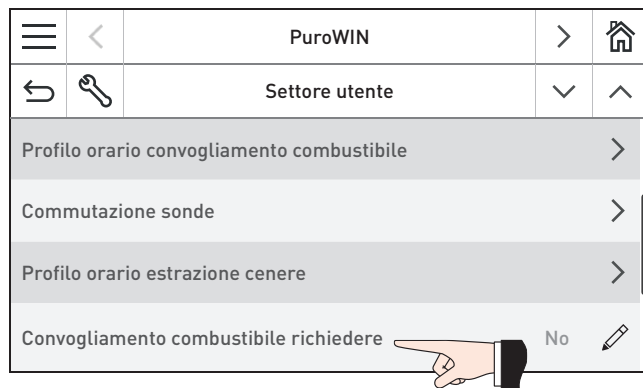 PuroWIN
Settore utente
Profilo orario convogliamento combustibile
Commutazione sonde
Profilo orario estrazione cenere
Convogliamento combustibile richiedere No